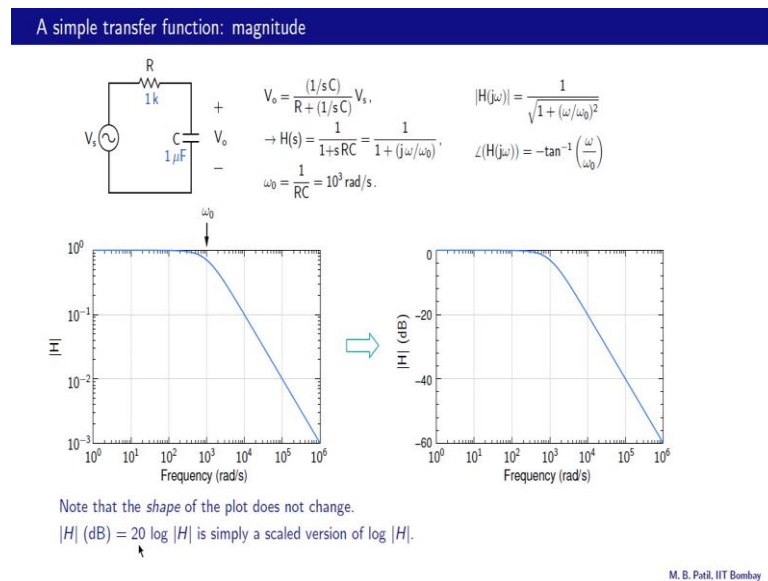 A simple transfer function: magnitude
R
1 k
V_s
C
1 μF
+
V_o
−
V_o = (1/sC) / (R + (1/sC)) V_s ,
→ H(s) = 1 / (1+sRC) = 1 / (1 + (jω/ω_0)) ,
ω_0 = 1/RC = 10^3 rad/s .
|H(jω)| = 1 / √(1 + (ω/ω_0)^2)
∠(H(jω)) = −tan^−1 (ω/ω_0)
ω_0
10^0
10^-1
10^-2
10^-3
|H|
10^0 10^1 10^2 10^3 10^4 10^5 10^6
Frequency (rad/s)
0
−20
−40
−60
|H| (dB)
10^0 10^1 10^2 10^3 10^4 10^5 10^6
Frequency (rad/s)
Note that the shape of the plot does not change.
|H| (dB) = 20 log |H| is simply a scaled version of log |H|.
M. B. Patil, IIT Bombay